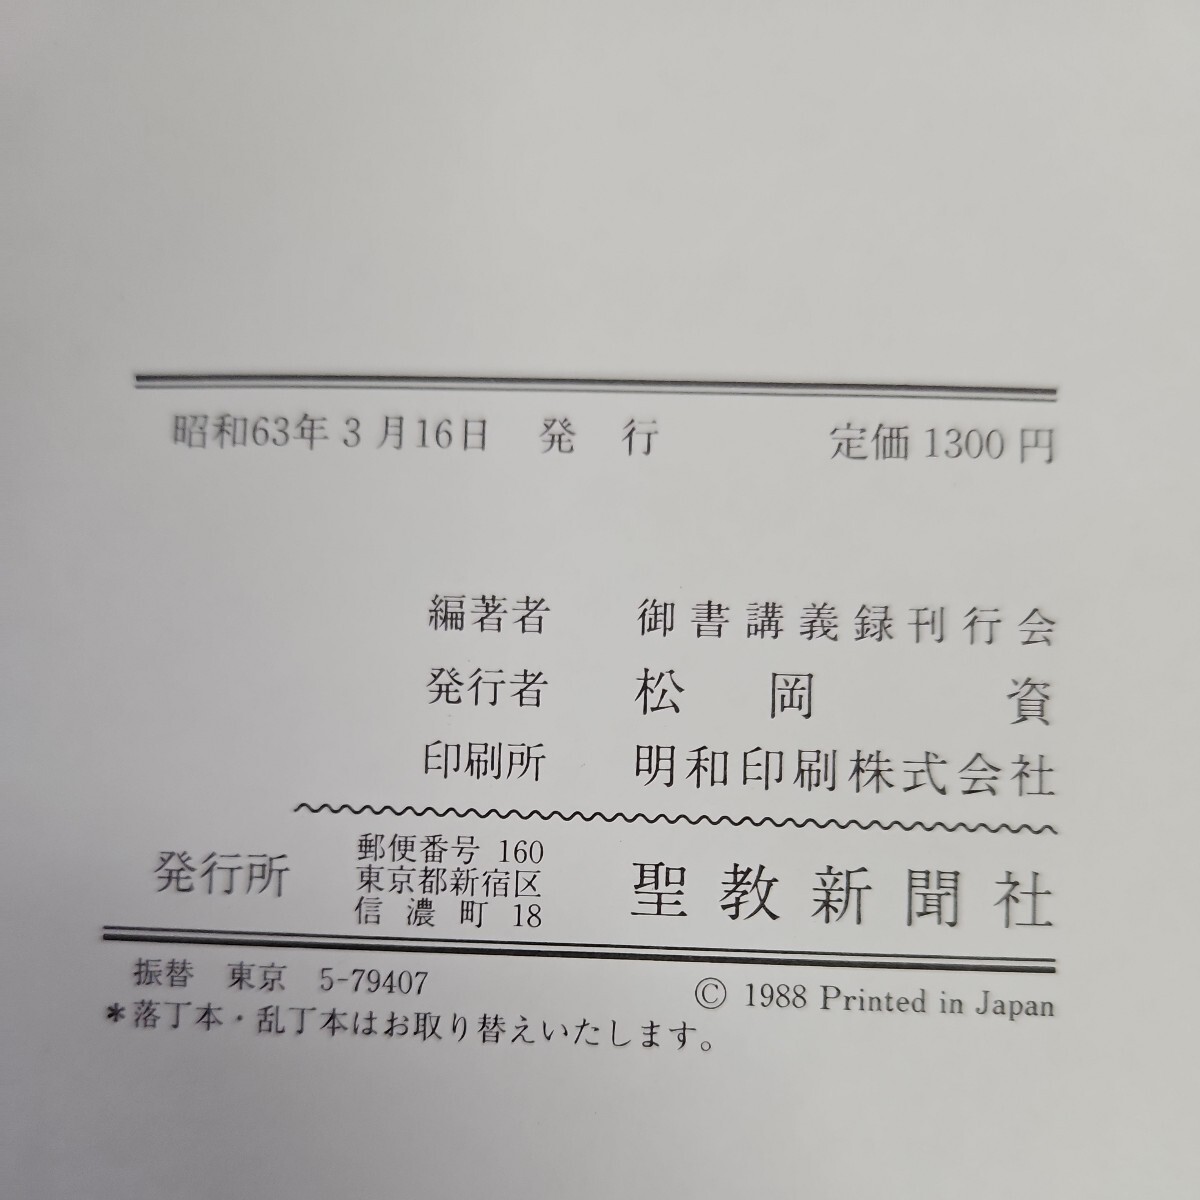 昭和63年3月16日 発行 定価1300円
編著者 御書講義録刊行会
発行者 松岡 資
印刷所 明和印刷株式会社
発行所 郵便番号 160
東京都新宿区
信濃町 18
聖教新聞社
振替 東京 5-79407
© 1988 Printed in Japan
*落丁本・乱丁本はお取り替えいたします。